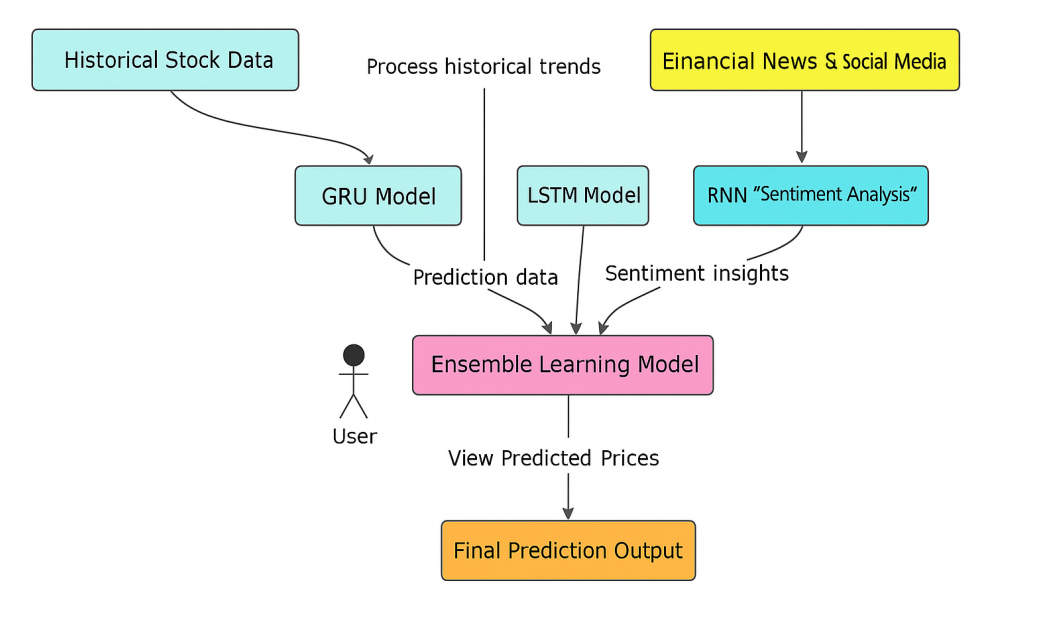 Historical Stock Data
Process historical trends
Einancial News & Social Media
GRU Model
LSTM Model
RNN “Sentiment Analysis“
Prediction data
Sentiment insights
Ensemble Learning Model
User
View Predicted Prices
Final Prediction Output